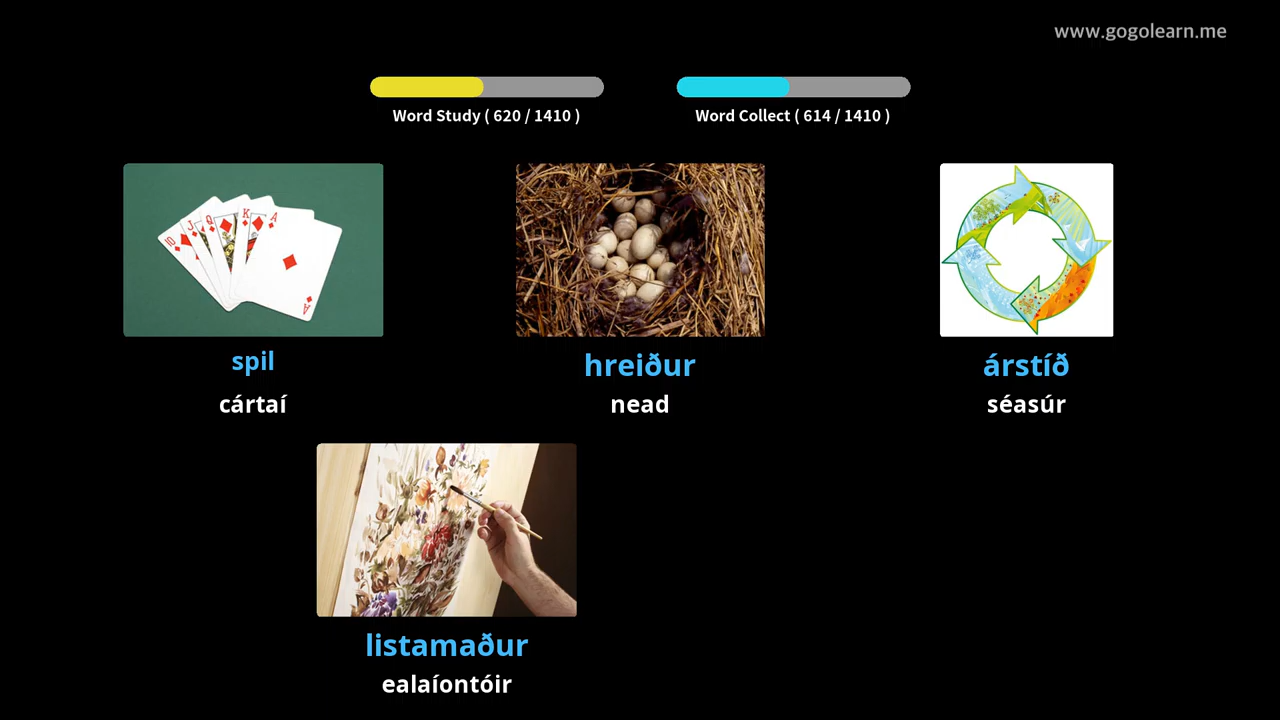 www.gogolearn.me
Word Study ( 620 / 1410 )
Word Collect ( 614 / 1410 )
10 J Q K A
A
spil
cártaí
hreiður
nead
árstíð
séasúr
listamaður
ealaíontóir